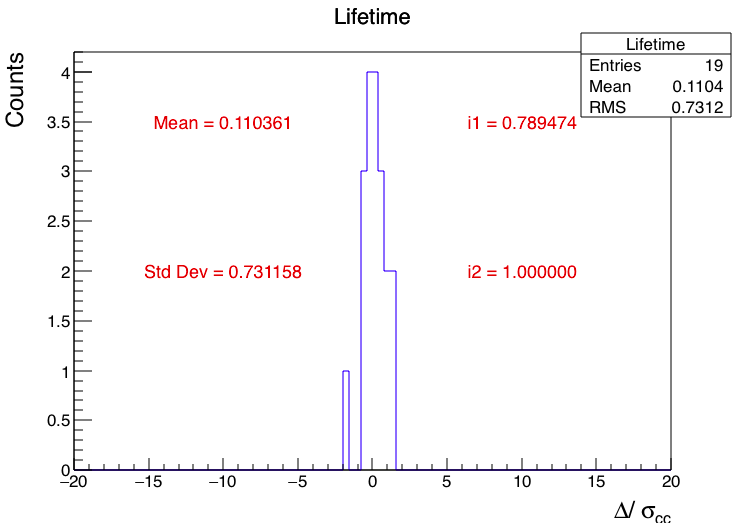 Lifetime
Lifetime
Entries 19
Mean 0.1104
RMS 0.7312
Counts
4
3.5
3
2.5
2
1.5
1
0.5
0
Mean = 0.110361
i1 = 0.789474
Std Dev = 0.731158
i2 = 1.000000
−20 −15 −10 −5 0 5 10 15 20
Δ/ σcc